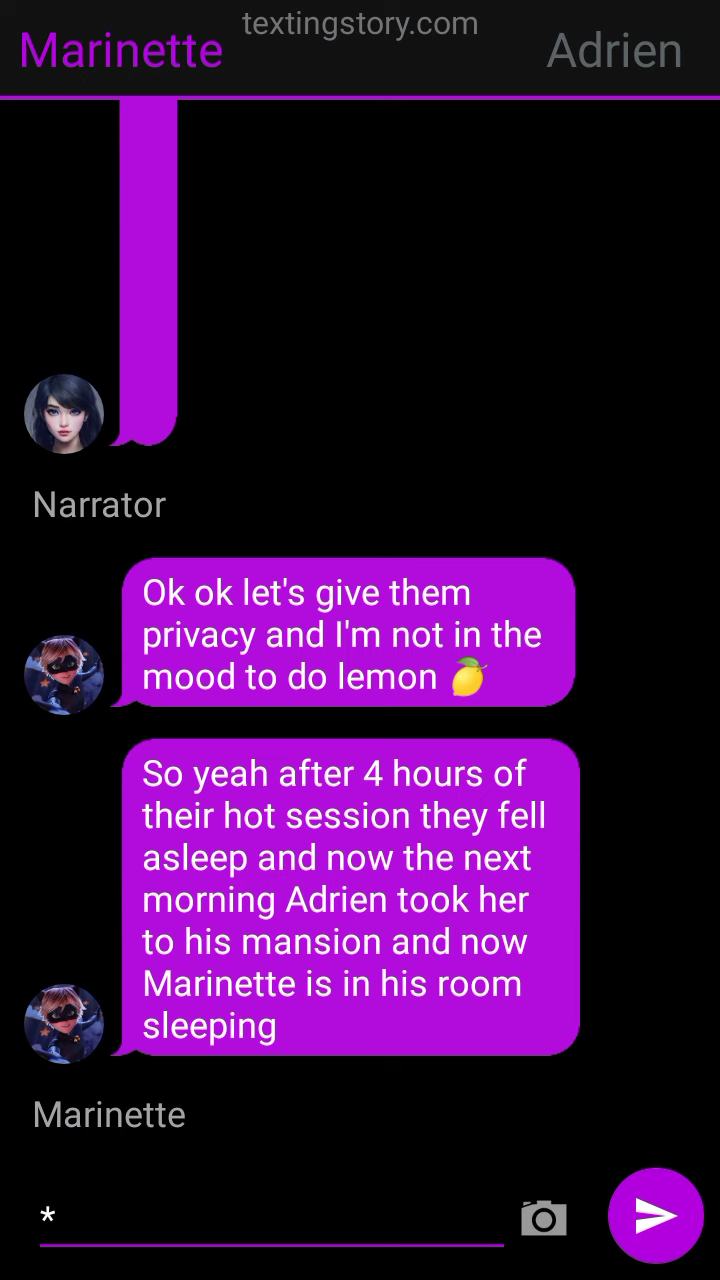 textingstory.com
Marinette
Adrien
Narrator
Ok ok let's give them
privacy and I'm not in the
mood to do lemon 🍋
So yeah after 4 hours of
their hot session they fell
asleep and now the next
morning Adrien took her
to his mansion and now
Marinette is in his room
sleeping
Marinette
*